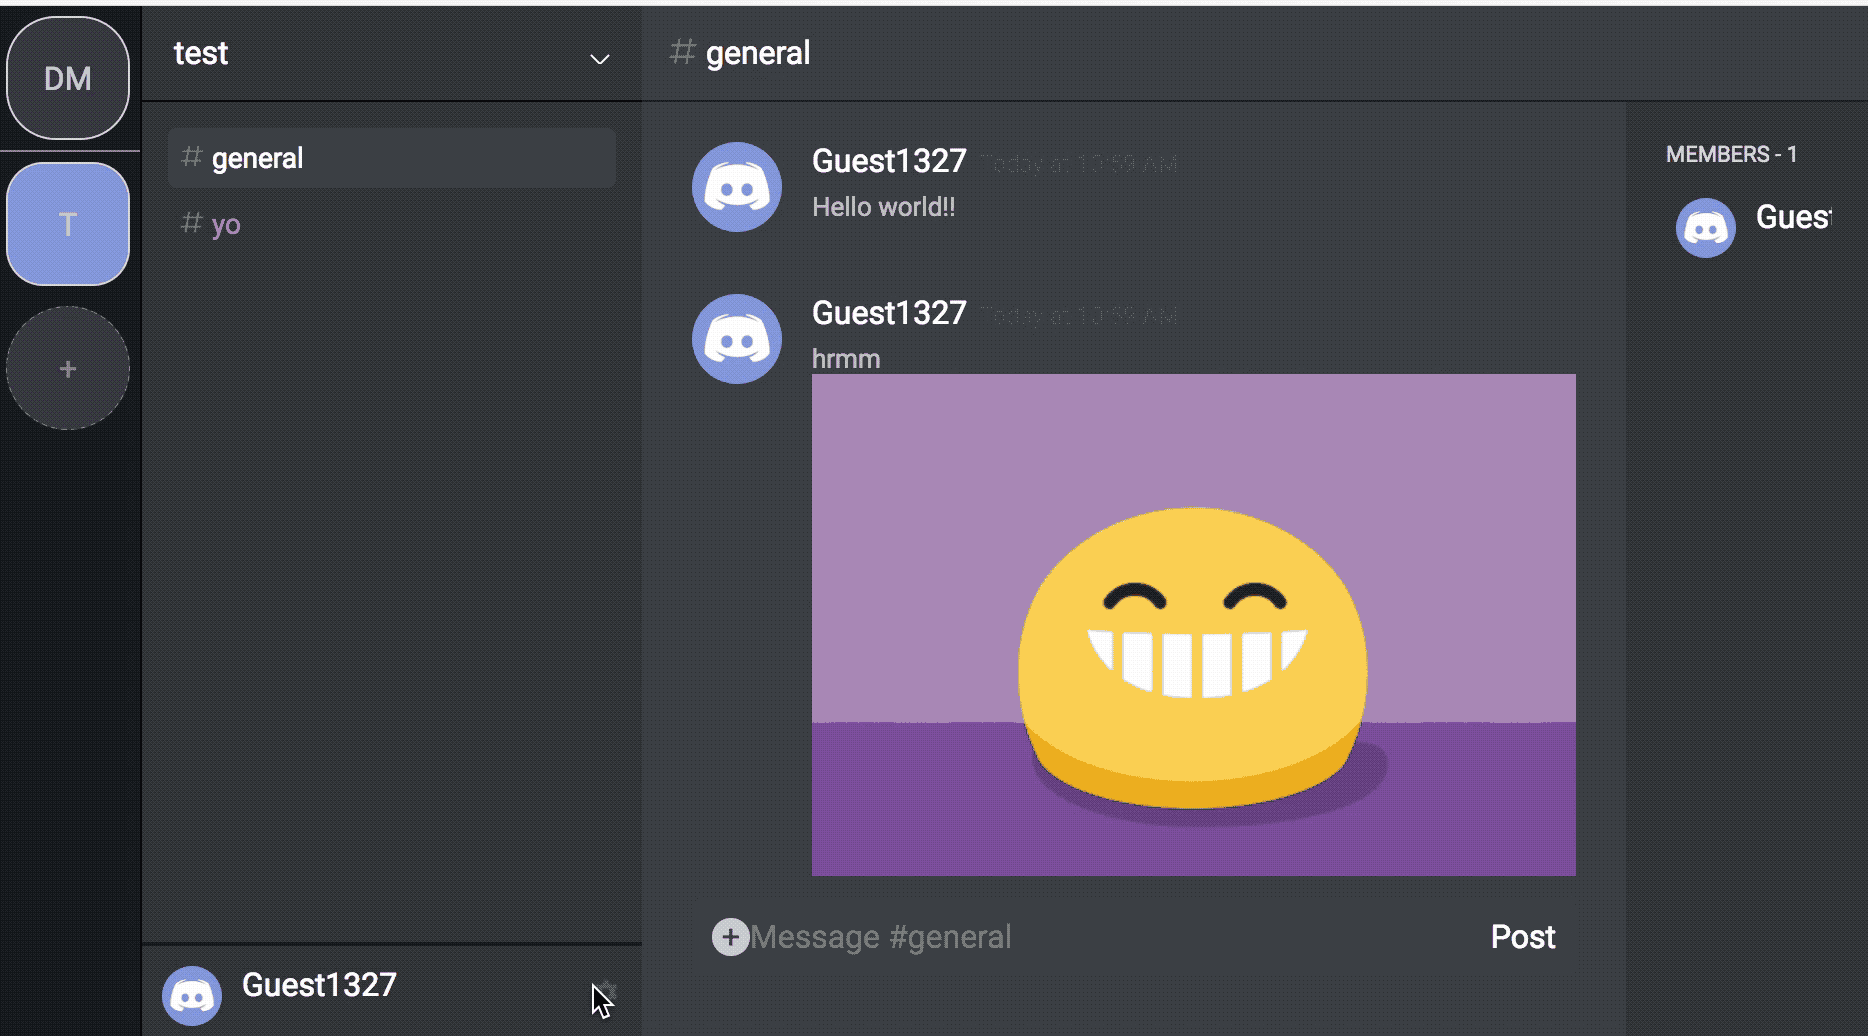 DM
T
+
test
# general
# yo
Guest1327
# general
Guest1327 Today at 10:59 AM
Hello world!!
Guest1327 Today at 10:59 AM
hrmm
+ Message #general
Post
MEMBERS - 1
Gues